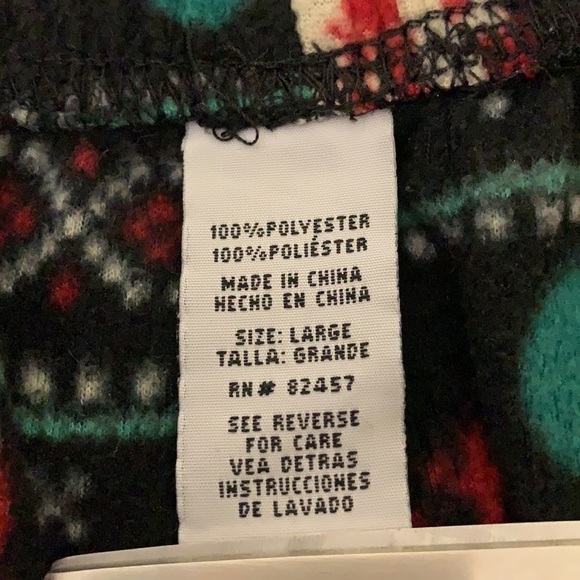 100%POLYESTER
100%POLIÉSTER
MADE IN CHINA
HECHO EN CHINA
SIZE: LARGE
TALLA: GRANDE
RN# 82457
SEE REVERSE
FOR CARE
VEA DETRAS
INSTRUCCIONES
DE LAVADO